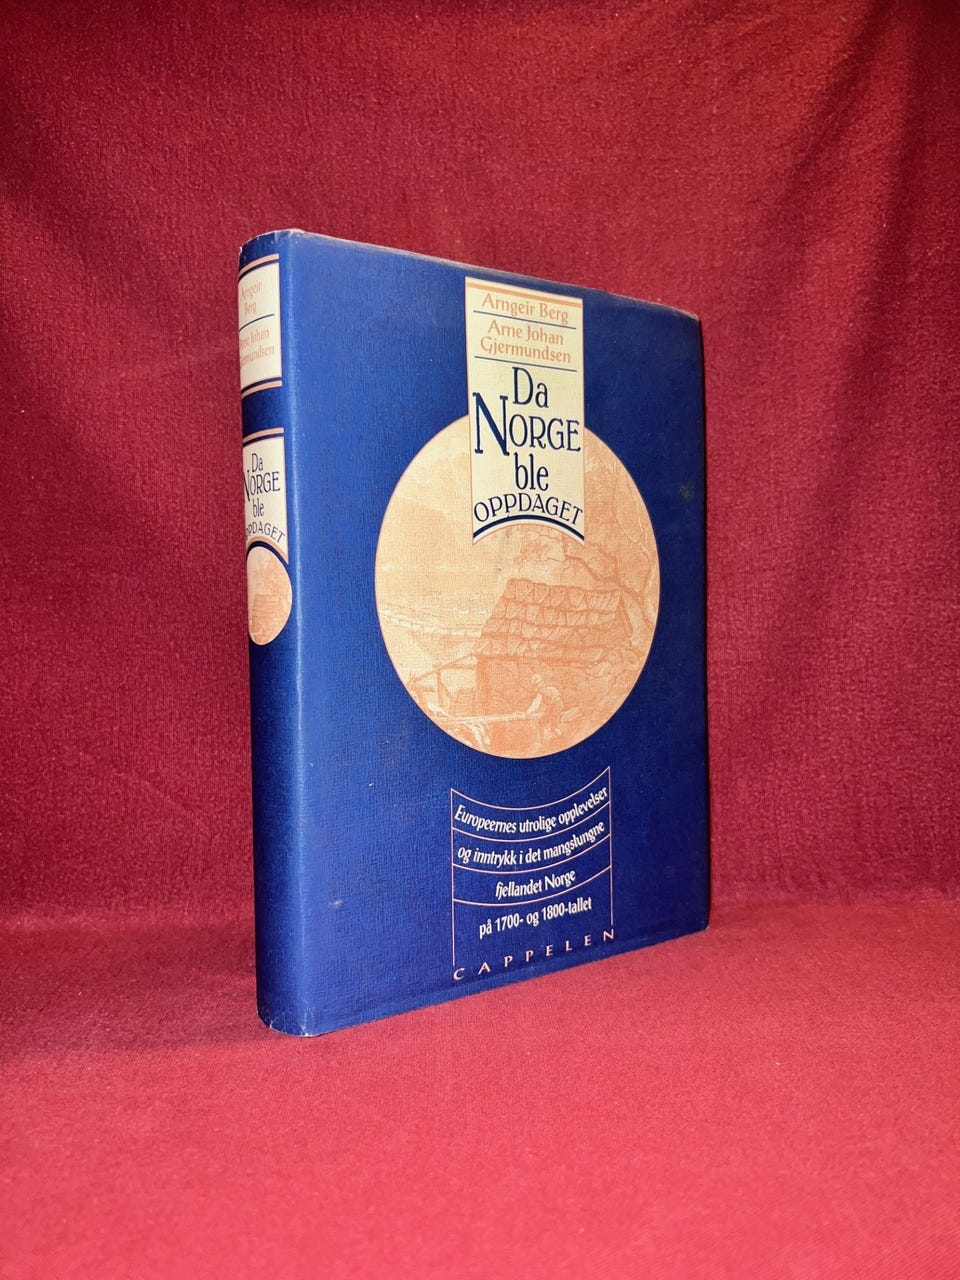 Arngeir
Berg
Arne Johan
Gjermundsen
Da
NORGE
ble
OPPDAGET
Arngeir Berg
Arne Johan
Gjermundsen
Da
NORGE
ble
OPPDAGET
Europeernes utrolige opplevelser
og inntrykk i det mangslungne
fjellandet Norge
på 1700- og 1800-tallet
CAPPELEN